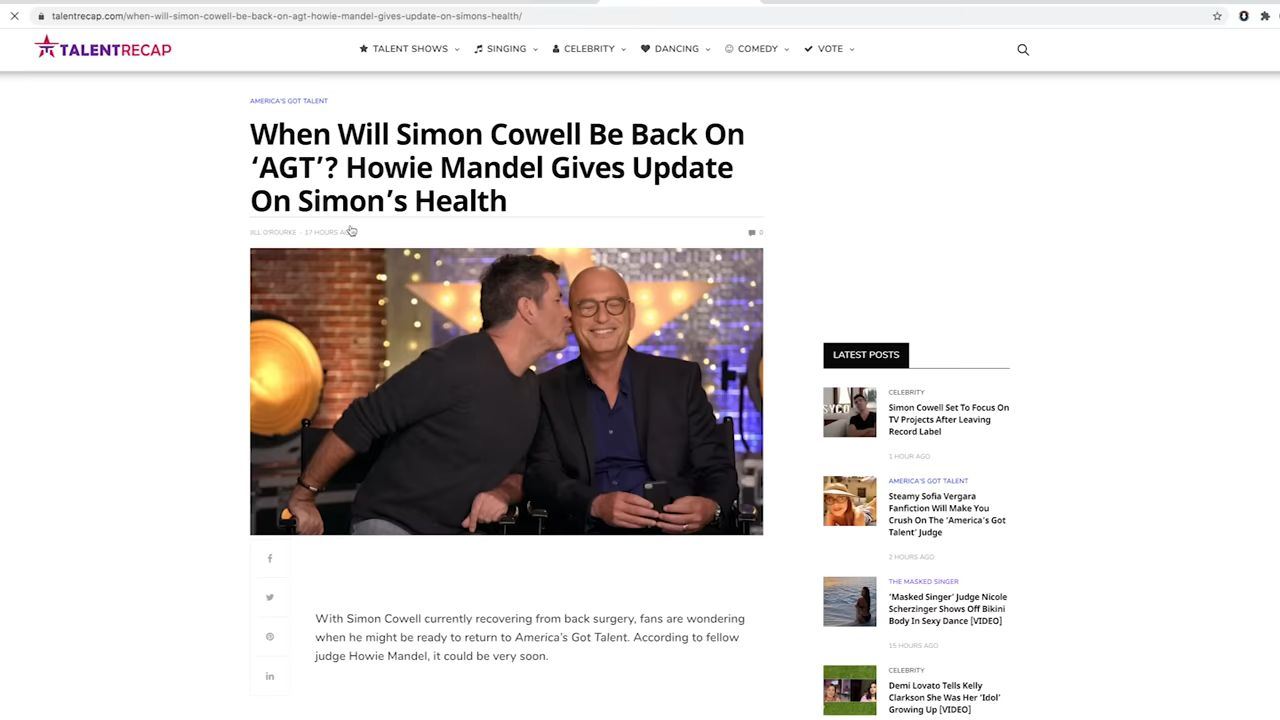 talentrecap.com/when-will-simon-cowell-be-back-on-agt-howie-mandel-gives-update-on-simons-health/
TALENTRECAP
TALENT SHOWS
SINGING
CELEBRITY
DANCING
COMEDY
VOTE
AMERICA'S GOT TALENT
When Will Simon Cowell Be Back On
‘AGT’? Howie Mandel Gives Update
On Simon’s Health
JILL O'ROURKE - 17 HOURS
0
With Simon Cowell currently recovering from back surgery, fans are wondering
when he might be ready to return to America’s Got Talent. According to fellow
judge Howie Mandel, it could be very soon.
LATEST POSTS
SYCO
CELEBRITY
Simon Cowell Set To Focus On
TV Projects After Leaving
Record Label
1 HOUR AGO
AMERICA'S GOT TALENT
Steamy Sofia Vergara
Fanfiction Will Make You
Crush On The ‘America’s Got
Talent’ Judge
2 HOURS AGO
THE MASKED SINGER
‘Masked Singer’ Judge Nicole
Scherzinger Shows Off Bikini
Body In Sexy Dance [VIDEO]
15 HOURS AGO
CELEBRITY
Demi Lovato Tells Kelly
Clarkson She Was Her ‘Idol’
Growing Up [VIDEO]